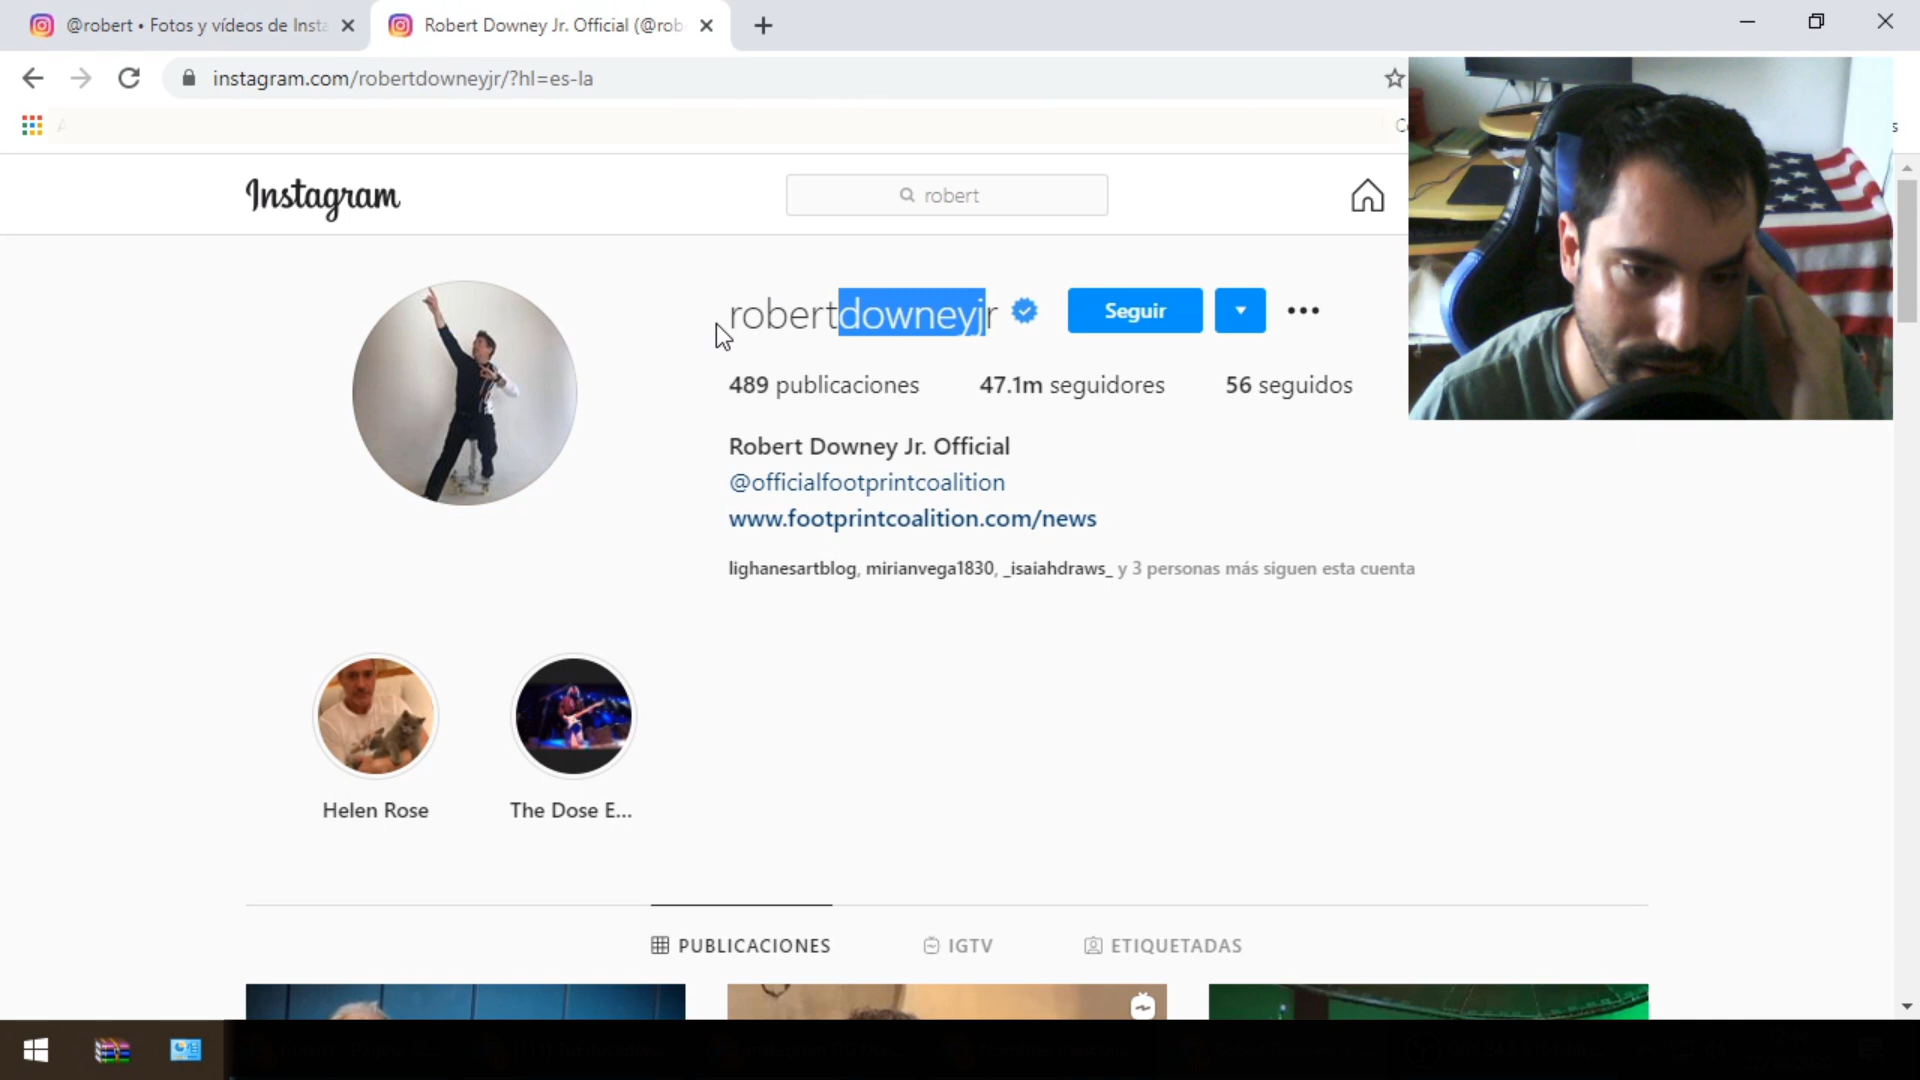 @robert • Fotos y vídeos de Insta
Robert Downey Jr. Official (@rob
instagram.com/robertdowneyjr/?hl=es-la
Instagram
robert
robertdowneyjr
Seguir
489 publicaciones
47.1m seguidores
56 seguidos
Robert Downey Jr. Official
@officialfootprintcoalition
www.footprintcoalition.com/news
lighanesartblog, mirianvega1830, _isaiahdraws_ y 3 personas más siguen esta cuenta
Helen Rose
The Dose E...
PUBLICACIONES
IGTV
ETIQUETADAS